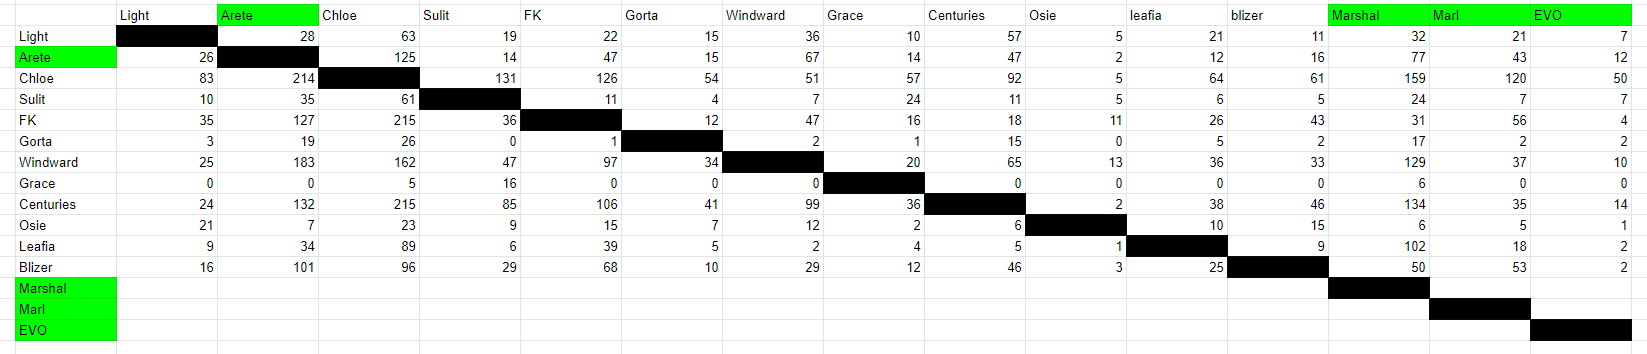 Light Arete Chloe Sulit FK Gorta Windward Grace Centuries Osie leafia blizer Marshal Marl EVO
Light 28 63 19 22 15 36 10 57 5 21 11 32 21 7
Arete 26 125 14 47 15 67 14 47 2 12 16 77 43 12
Chloe 83 214 131 126 54 51 57 92 5 64 61 159 120 50
Sulit 10 35 61 11 4 7 24 11 5 6 5 24 7 7
FK 35 127 215 36 12 47 16 18 11 26 43 31 56 4
Gorta 3 19 26 0 1 2 1 15 0 5 2 17 2 2
Windward 25 183 162 47 97 34 20 65 13 36 33 129 37 10
Grace 0 0 5 16 0 0 0 0 0 0 0 6 0 0
Centuries 24 132 215 85 106 41 99 36 2 38 46 134 35 14
Osie 21 7 23 9 15 7 12 2 6 10 15 6 5 1
Leafia 9 34 89 6 39 5 2 4 5 1 9 102 18 2
Blizer 16 101 96 29 68 10 29 12 46 3 25 50 53 2
Marshal
Marl
EVO